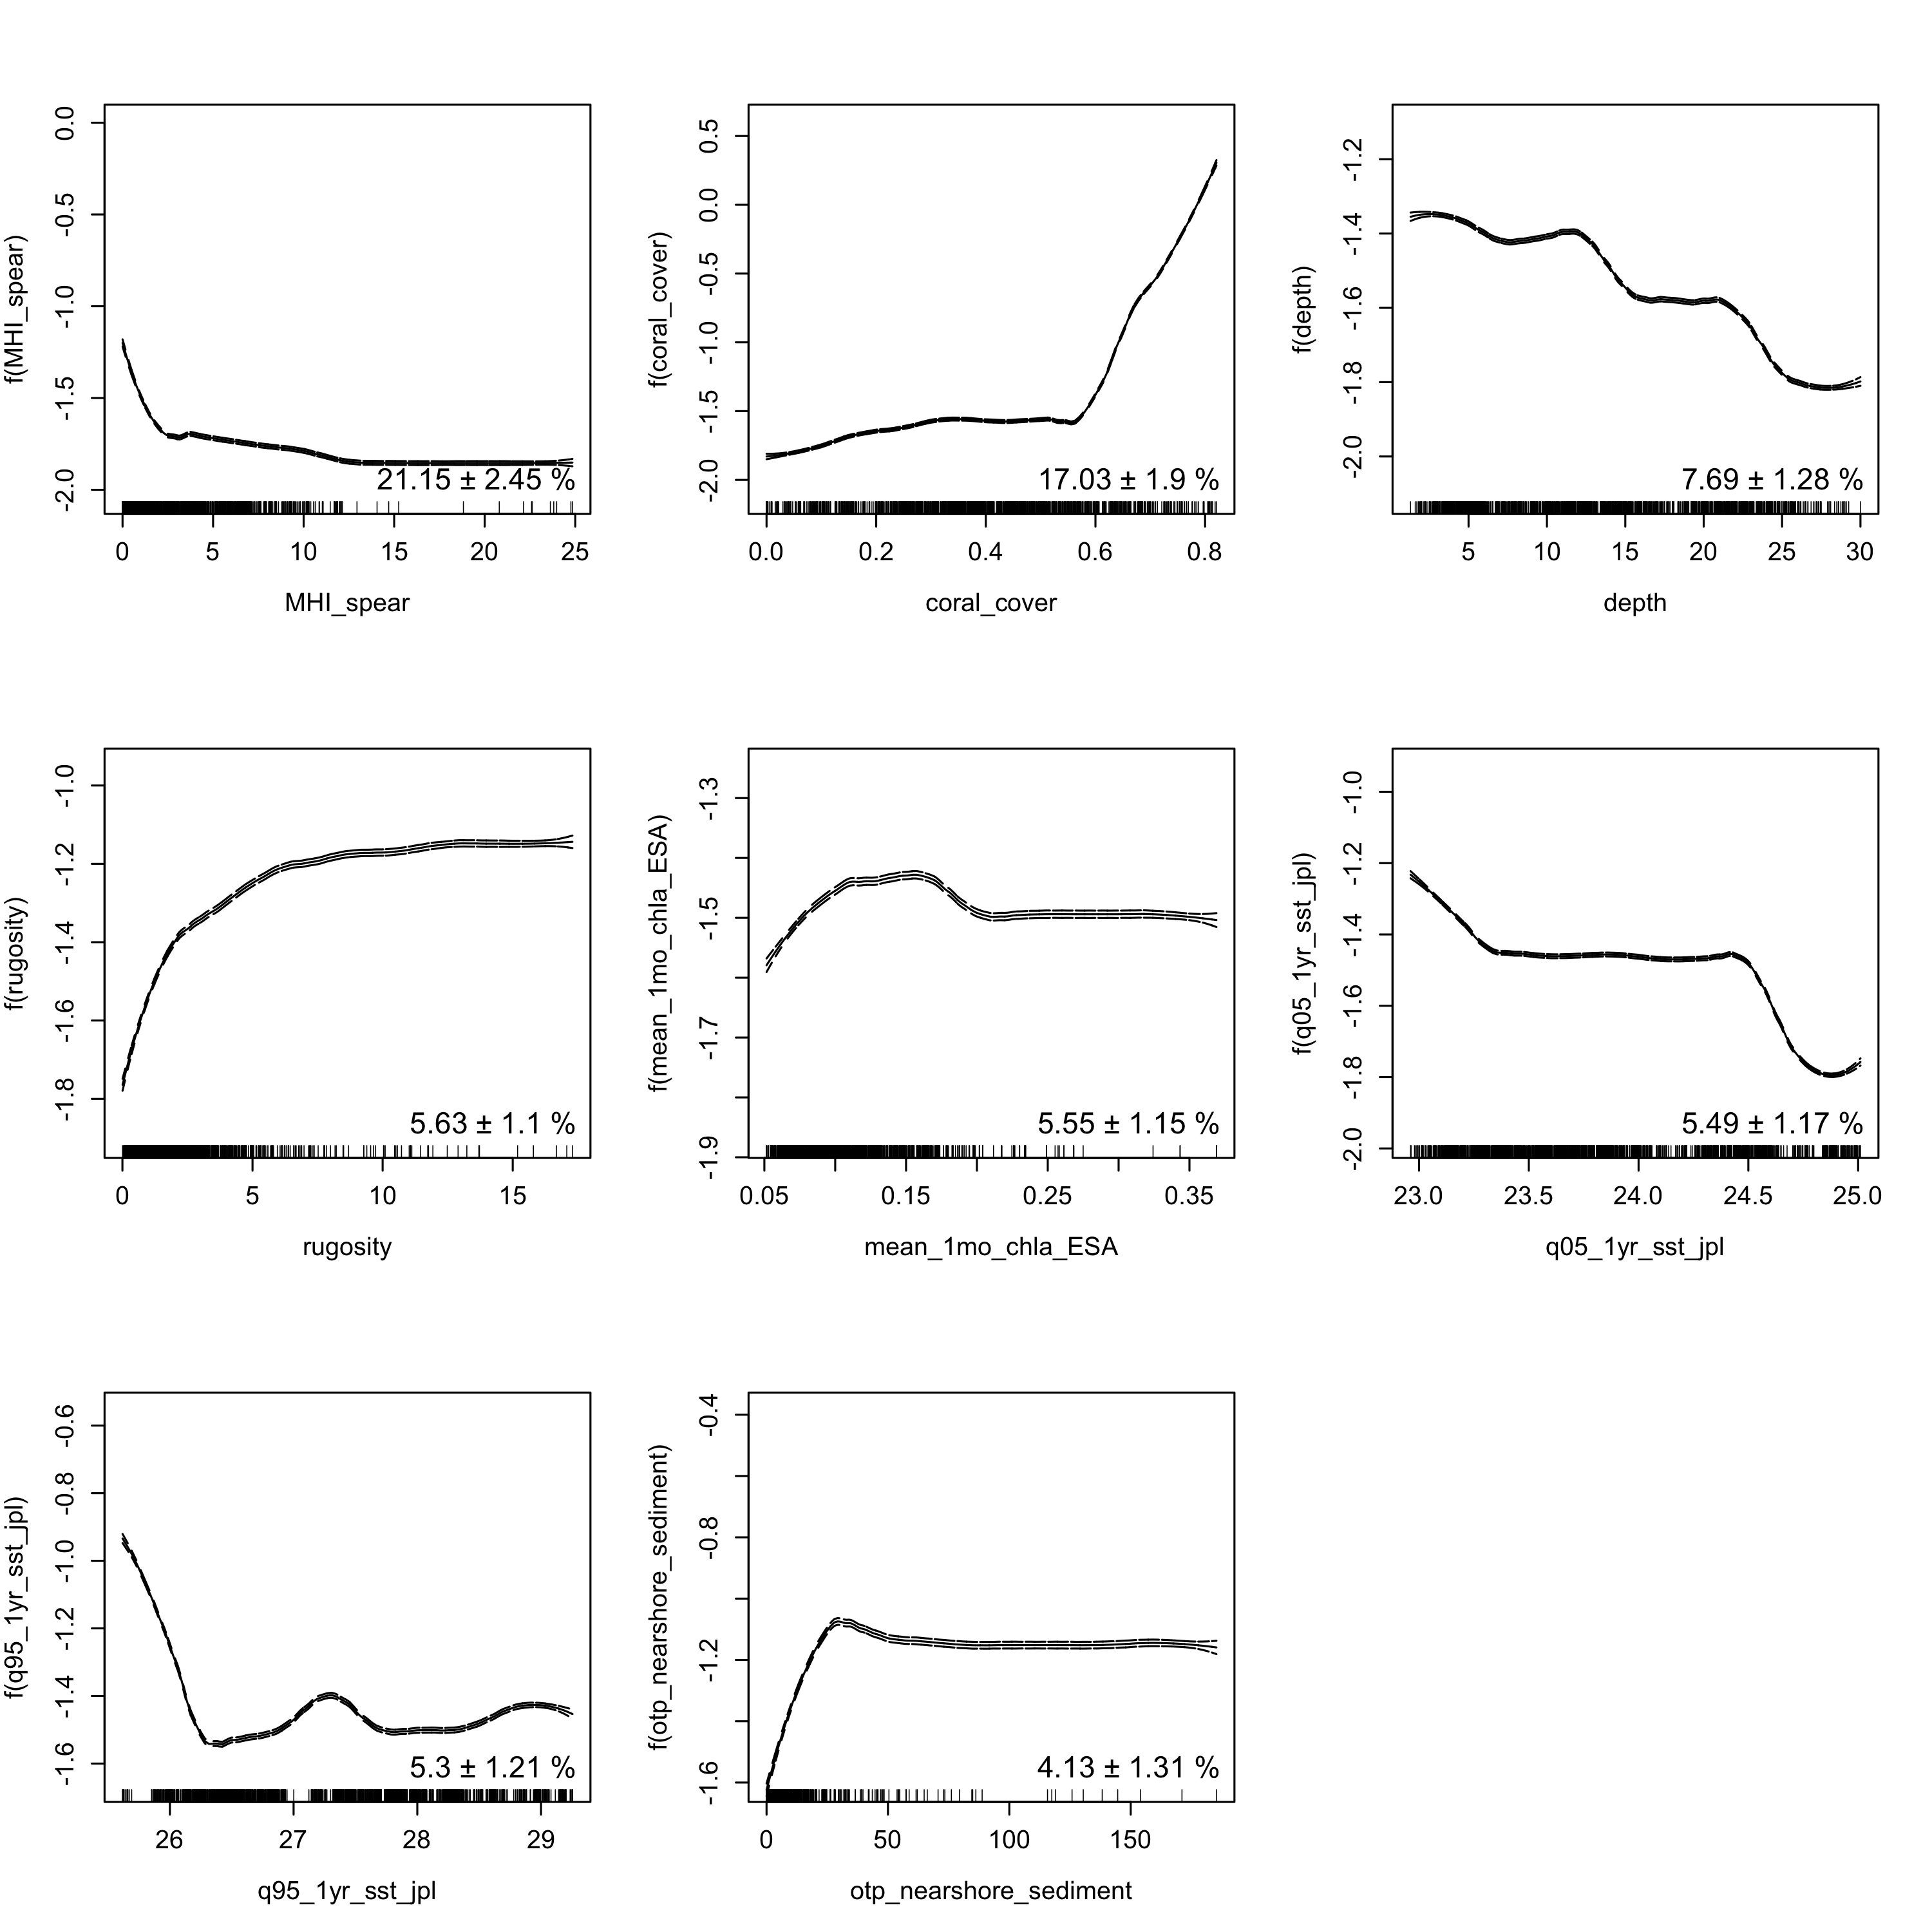 f(MHI_spear)
0.0
-0.5
-1.0
-1.5
-2.0
21.15 ± 2.45 %
0 5 10 15 20 25
MHI_spear
f(coral_cover)
0.5
0.0
-0.5
-1.0
-1.5
-2.0
17.03 ± 1.9 %
0.0 0.2 0.4 0.6 0.8
coral_cover
f(depth)
-1.2
-1.4
-1.6
-1.8
-2.0
7.69 ± 1.28 %
5 10 15 20 25 30
depth
f(rugosity)
-1.0
-1.2
-1.4
-1.6
-1.8
5.63 ± 1.1 %
0 5 10 15
rugosity
f(mean_1mo_chla_ESA)
-1.3
-1.5
-1.7
-1.9
5.55 ± 1.15 %
0.05 0.15 0.25 0.35
mean_1mo_chla_ESA
f(q05_1yr_sst_jpl)
-1.0
-1.2
-1.4
-1.6
-1.8
-2.0
5.49 ± 1.17 %
23.0 23.5 24.0 24.5 25.0
q05_1yr_sst_jpl
f(q95_1yr_sst_jpl)
-0.6
-0.8
-1.0
-1.2
-1.4
-1.6
5.3 ± 1.21 %
26 27 28 29
q95_1yr_sst_jpl
f(otp_nearshore_sediment)
-0.4
-0.8
-1.2
-1.6
4.13 ± 1.31 %
0 50 100 150
otp_nearshore_sediment